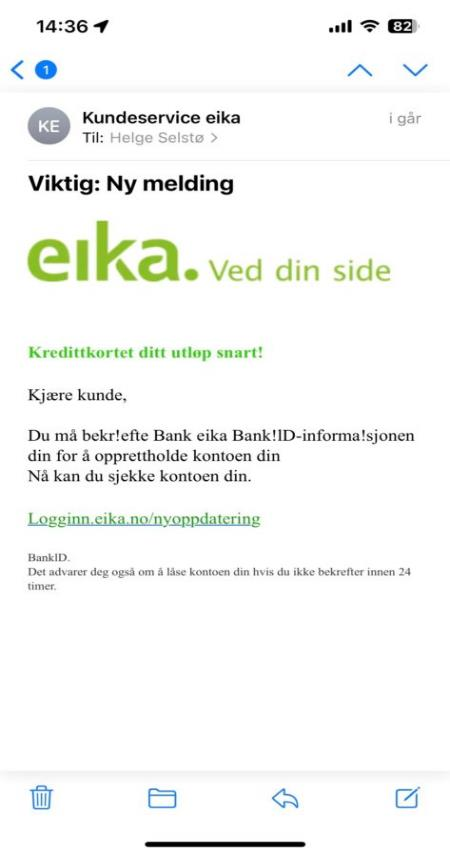 14:36
82
1
KE
Kundeservice eika
i går
Til: Helge Selstø >
Viktig: Ny melding
eika. Ved din side
Kredittkortet ditt utløp snart!
Kjære kunde,
Du må bekr!efte Bank eika Bank!lD-informa!sjonen
din for å opprettholde kontoen din
Nå kan du sjekke kontoen din.
Logginn.eika.no/nyoppdatering
BankID.
Det advarer deg også om å låse kontoen din hvis du ikke bekrefter innen 24
timer.